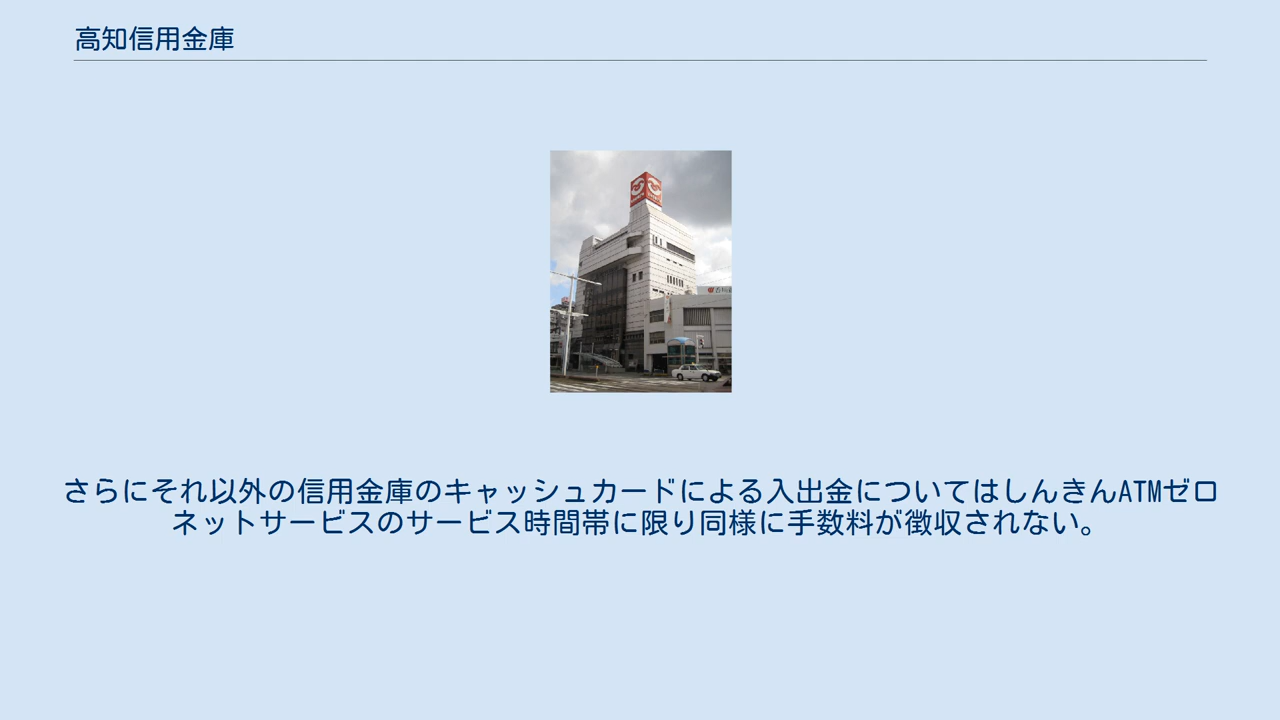 高知信用金庫
さらにそれ以外の信用金庫のキャッシュカードによる入出金についてはしんきんATMゼロ
ネットサービスのサービス時間帯に限り同様に手数料が徴収されない。